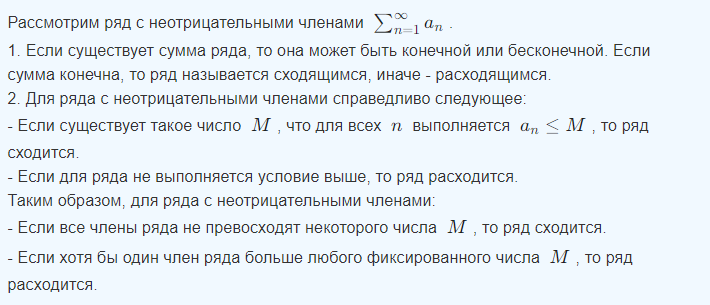 Рассмотрим ряд с неотрицательными членами $\sum_{n=1}^{\infty} a_n$ .
1. Если существует сумма ряда, то она может быть конечной или бесконечной. Если
сумма конечна, то ряд называется сходящимся, иначе - расходящимся.
2. Для ряда с неотрицательными членами справедливо следующее:
- Если существует такое число $M$ , что для всех $n$ выполняется $a_n \leq M$ , то ряд
сходится.
- Если для ряда не выполняется условие выше, то ряд расходится.
Таким образом, для ряда с неотрицательными членами:
- Если все члены ряда не превосходят некоторого числа $M$ , то ряд сходится.
- Если хотя бы один член ряда больше любого фиксированного числа $M$ , то ряд
расходится.